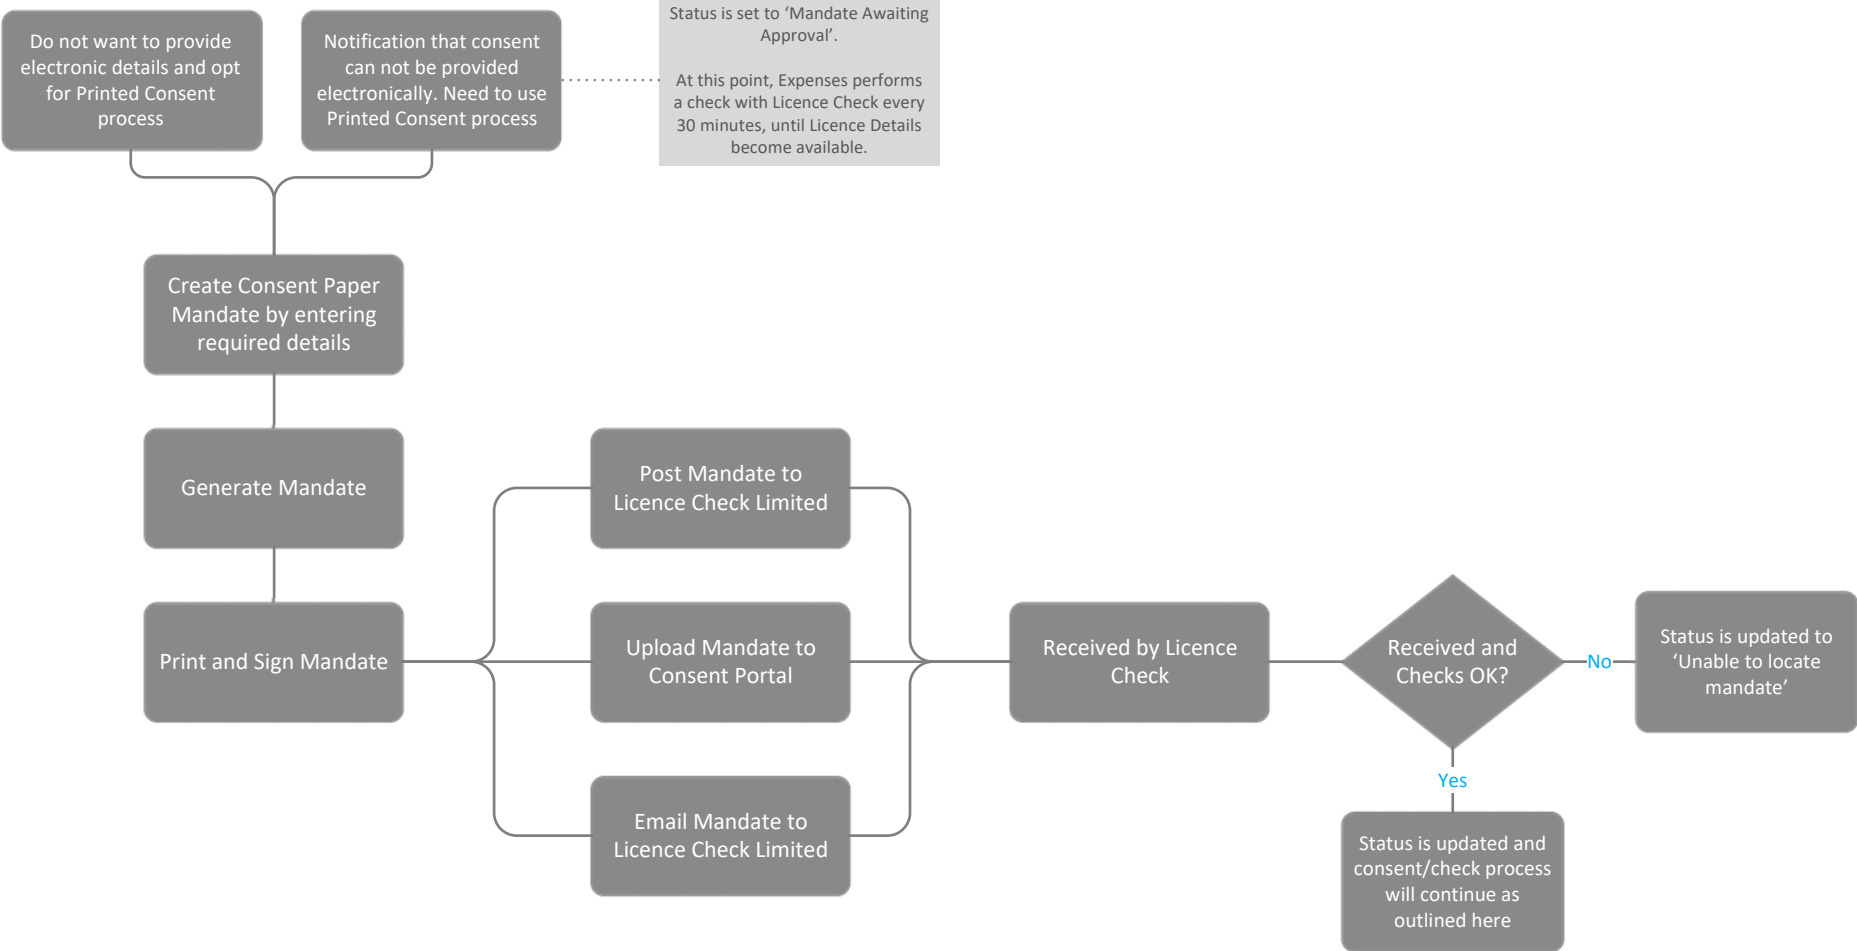 Do not want to provide
electronic details and opt
for Printed Consent
process
Notification that consent
can not be provided
electronically. Need to use
Printed Consent process
Status is set to ‘Mandate Awaiting
Approval’.
At this point, Expenses performs
a check with Licence Check every
30 minutes, until Licence Details
become available.
Create Consent Paper
Mandate by entering
required details
Generate Mandate
Print and Sign Mandate
Post Mandate to
Licence Check Limited
Upload Mandate to
Consent Portal
Email Mandate to
Licence Check Limited
Received by Licence
Check
Received and
Checks OK?
No
Status is updated to
‘Unable to locate
mandate’
Yes
Status is updated and
consent/check process
will continue as
outlined here